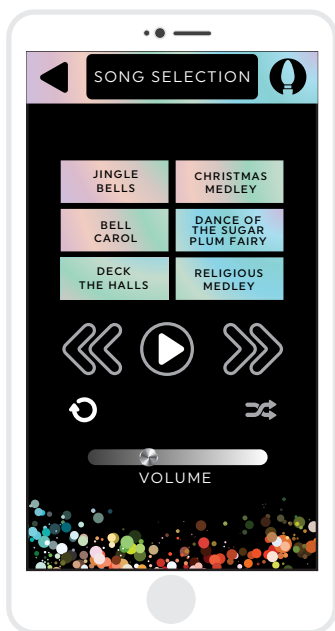 SONG SELECTION
JINGLE
BELLS
CHRISTMAS
MEDLEY
BELL
CAROL
DANCE OF
THE SUGAR
PLUM FAIRY
DECK
THE HALLS
RELIGIOUS
MEDLEY
VOLUME